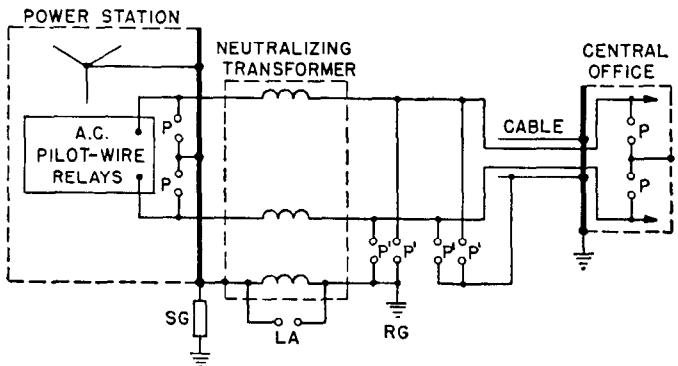 POWER STATION
NEUTRALIZING
TRANSFORMER
CENTRAL
OFFICE
A.C.
PILOT-WIRE
RELAYS
P
P
CABLE
P
P
P'
P'
P'
P'
SG
LA
RG